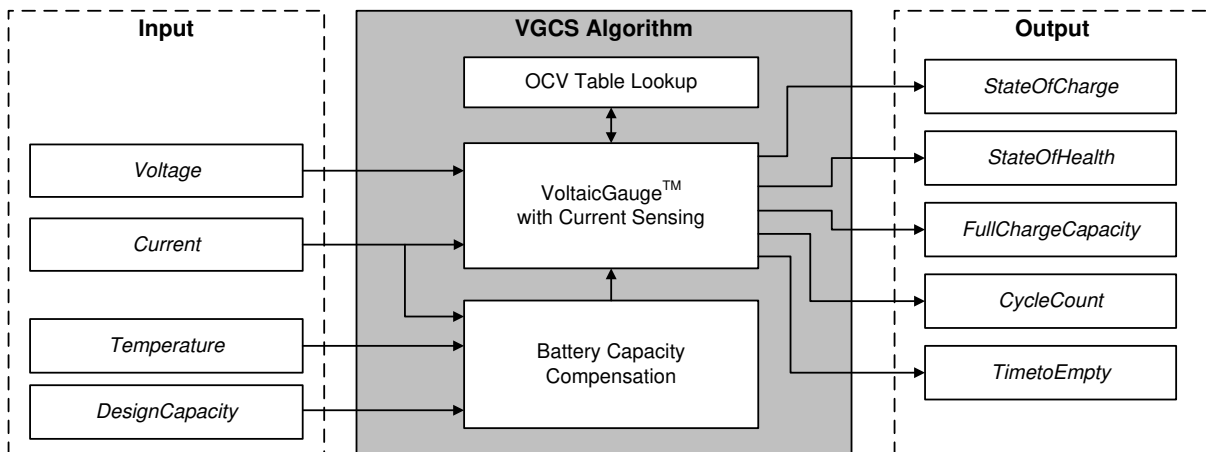 Input
VGCS Algorithm
Output
OCV Table Lookup
StateOfCharge
Voltage
VoltaicGauge™
with Current Sensing
StateOfHealth
Current
FullChargeCapacity
CycleCount
Temperature
Battery Capacity
Compensation
TimetoEmpty
DesignCapacity